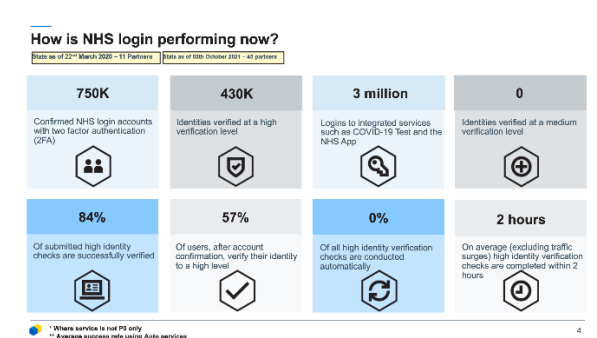 How is NHS login performing now?
Stats as of 22nd March 2020 – 11 Partners
Stats as of 08th October 2021 – 43 partners
750K
430K
3 million
0
Confirmed NHS login accounts
with two factor authentication
(2FA)
Identities verified at a high
verification level
Logins to integrated services
such as COVID-19 Test and the
NHS App
Identities verified at a medium
verification level
84%
57%
0%
2 hours
Of submitted high identity
checks are successfully verified
Of users, after account
confirmation, verify their identity
to a high level
Of all high identity verification
checks are conducted
automatically
On average (excluding traffic
surges) high identity verification
checks are completed within 2
hours
* Where service is not P5 only
** Average success rate using Auto services
4